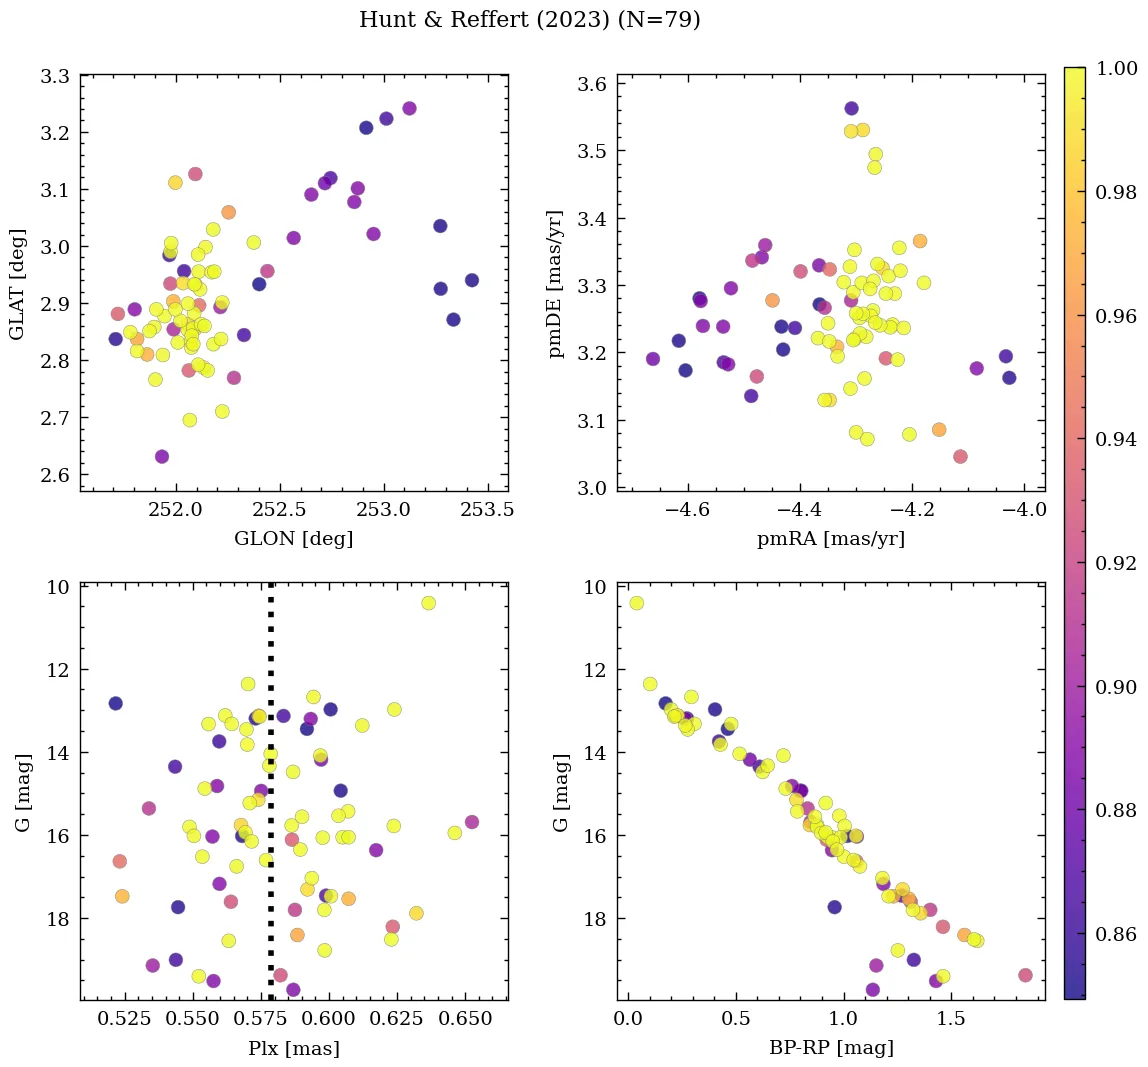 Hunt & Reffert (2023) (N=79)
3.3
3.2
3.1
3.0
2.9
2.8
2.7
2.6
GLAT [deg]
252.0 252.5 253.0 253.5
GLON [deg]
3.6
3.5
3.4
3.3
3.2
3.1
3.0
pmDE [mas/yr]
−4.6 −4.4 −4.2 −4.0
pmRA [mas/yr]
10
12
14
16
18
G [mag]
0.525 0.550 0.575 0.600 0.625 0.650
Plx [mas]
10
12
14
16
18
G [mag]
0.0 0.5 1.0 1.5
BP-RP [mag]
1.00
0.98
0.96
0.94
0.92
0.90
0.88
0.86